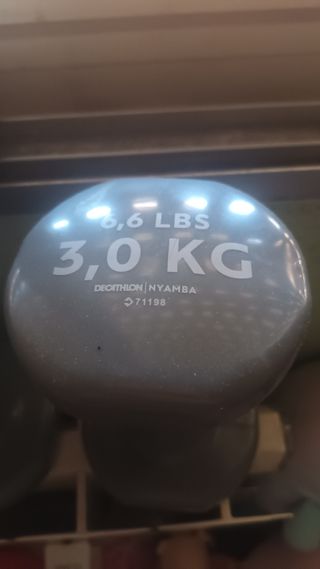 6,6 LBS
3,0 KG
DECATHLON | NYAMBA
71198